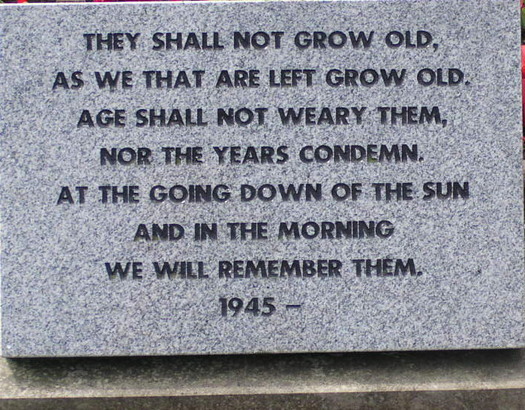 THEY SHALL NOT GROW OLD,
AS WE THAT ARE LEFT GROW OLD.
AGE SHALL NOT WEARY THEM,
NOR THE YEARS CONDEMN.
AT THE GOING DOWN OF THE SUN
AND IN THE MORNING
WE WILL REMEMBER THEM.
1945 –